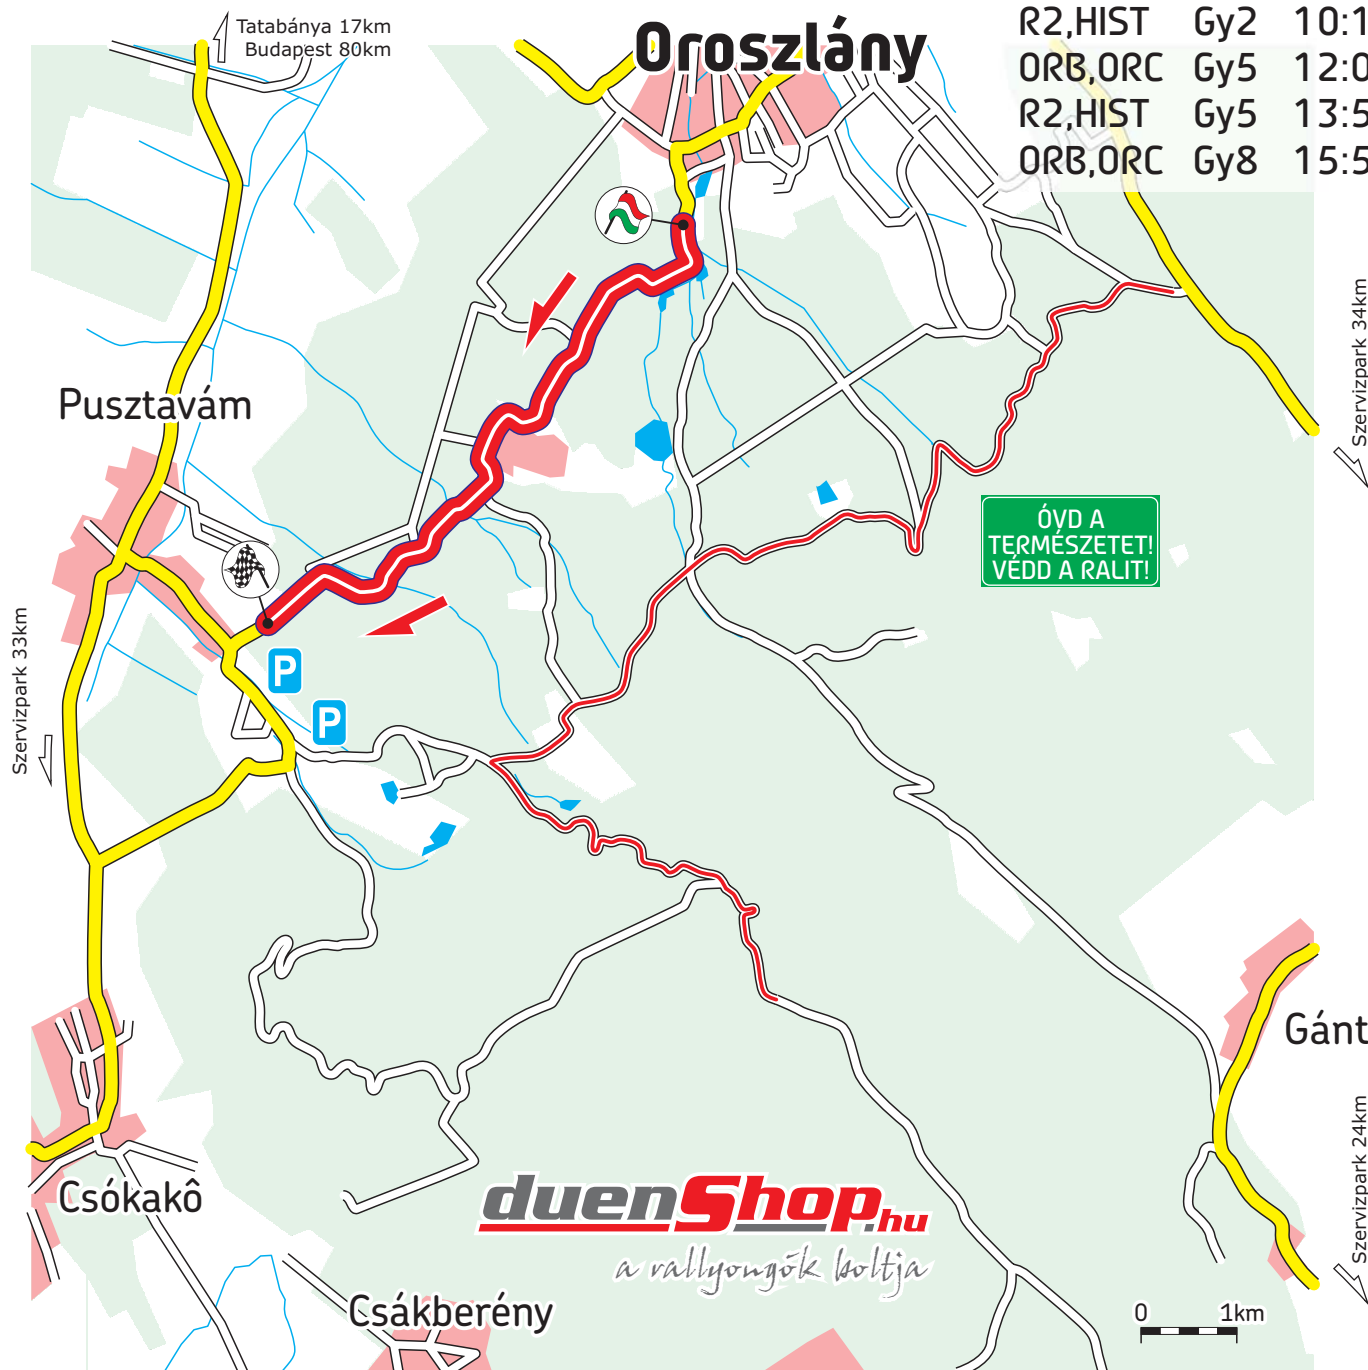 Tatabánya 17km
Budapest 80km
Oroszlány
R2,HIST Gy2 10:1
ORB,ORC Gy5 12:0
R2,HIST Gy5 13:5
ORB,ORC Gy8 15:5
Szervizpark 34km
Pusztavám
ÓVD A
TERMÉSZETET!
VÉDD A RALIT!
Szervizpark 33km
P
P
Gánt
Szervizpark 24km
Csókakô
duenShop.hu
a rallyongók boltja
Csákberény
0 1km